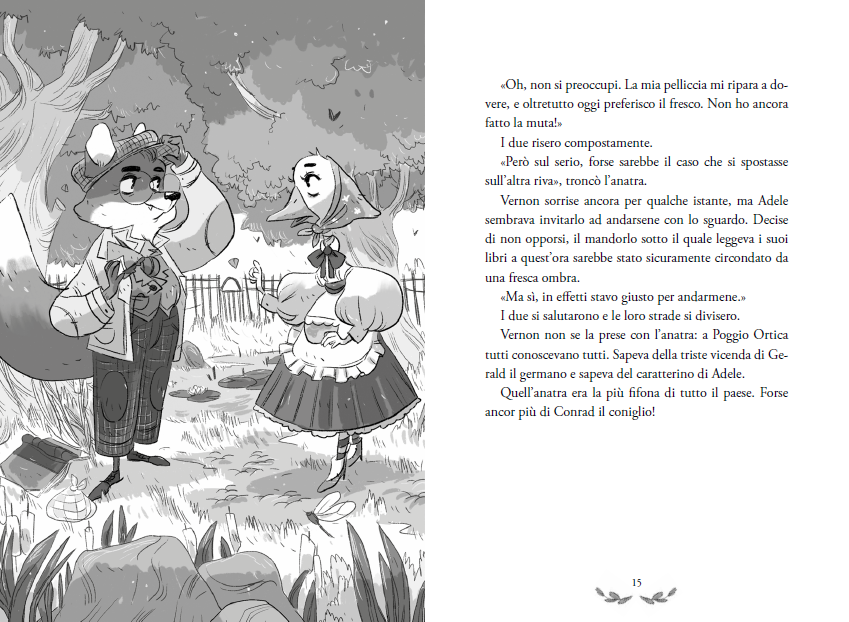 «Oh, non si preoccupi. La mia pelliccia mi ripara a do-
vere, e oltretutto oggi preferisco il fresco. Non ho ancora
fatto la muta!»
I due risero compostamente.
«Però sul serio, forse sarebbe il caso che si spostasse
sull'altra riva», troncò l'anatra.
Vernon sorrise ancora per qualche istante, ma Adele
sembrava invitarlo ad andarsene con lo sguardo. Decise
di non opporsi, il mandorlo sotto il quale leggeva i suoi
libri a quest'ora sarebbe stato sicuramente circondato da
una fresca ombra.
«Ma sì, in effetti stavo giusto per andarmene.»
I due si salutarono e le loro strade si divisero.
Vernon non se la prese con l'anatra: a Poggio Ortica
tutti conoscevano tutti. Sapeva della triste vicenda di Ge-
rald il germano e sapeva del caratterino di Adele.
Quell'anatra era la più fifona di tutto il paese. Forse
ancor più di Conrad il coniglio!
15